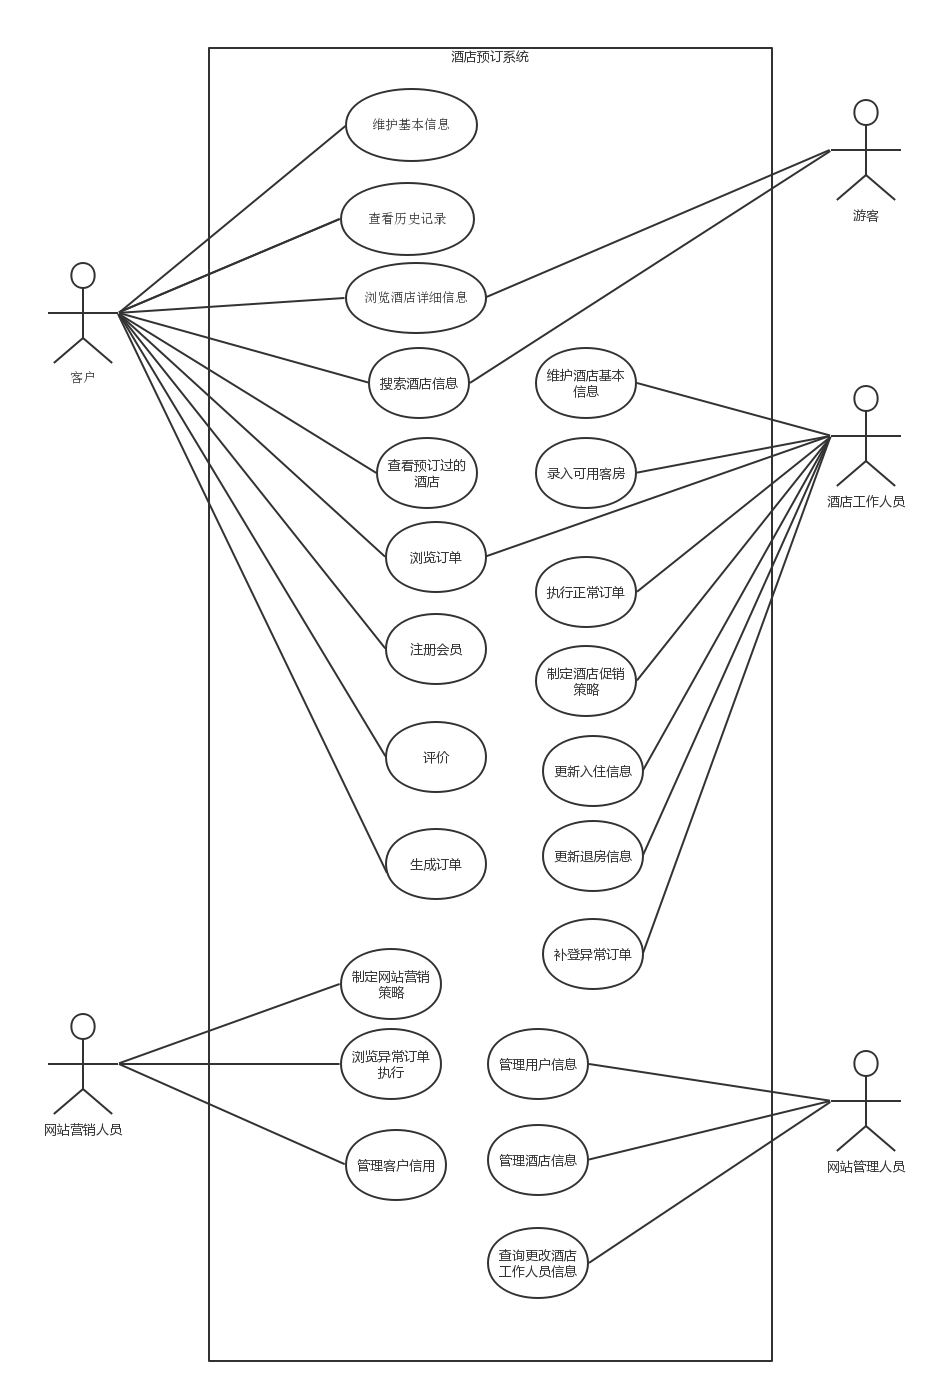 酒店预订系统
维护基本信息
查看历史记录
游客
浏览酒店详细信息
客户
搜索酒店信息
维护酒店基本
信息
查看预订过的
酒店
录入可用客房
酒店工作人员
浏览订单
执行正常订单
注册会员
制定酒店促销
策略
评价
更新入住信息
生成订单
更新退房信息
补登异常订单
制定网站营销
策略
浏览异常订单
执行
管理用户信息
网站营销人员
管理客户信用
管理酒店信息
网站管理人员
查询更改酒店
工作人员信息